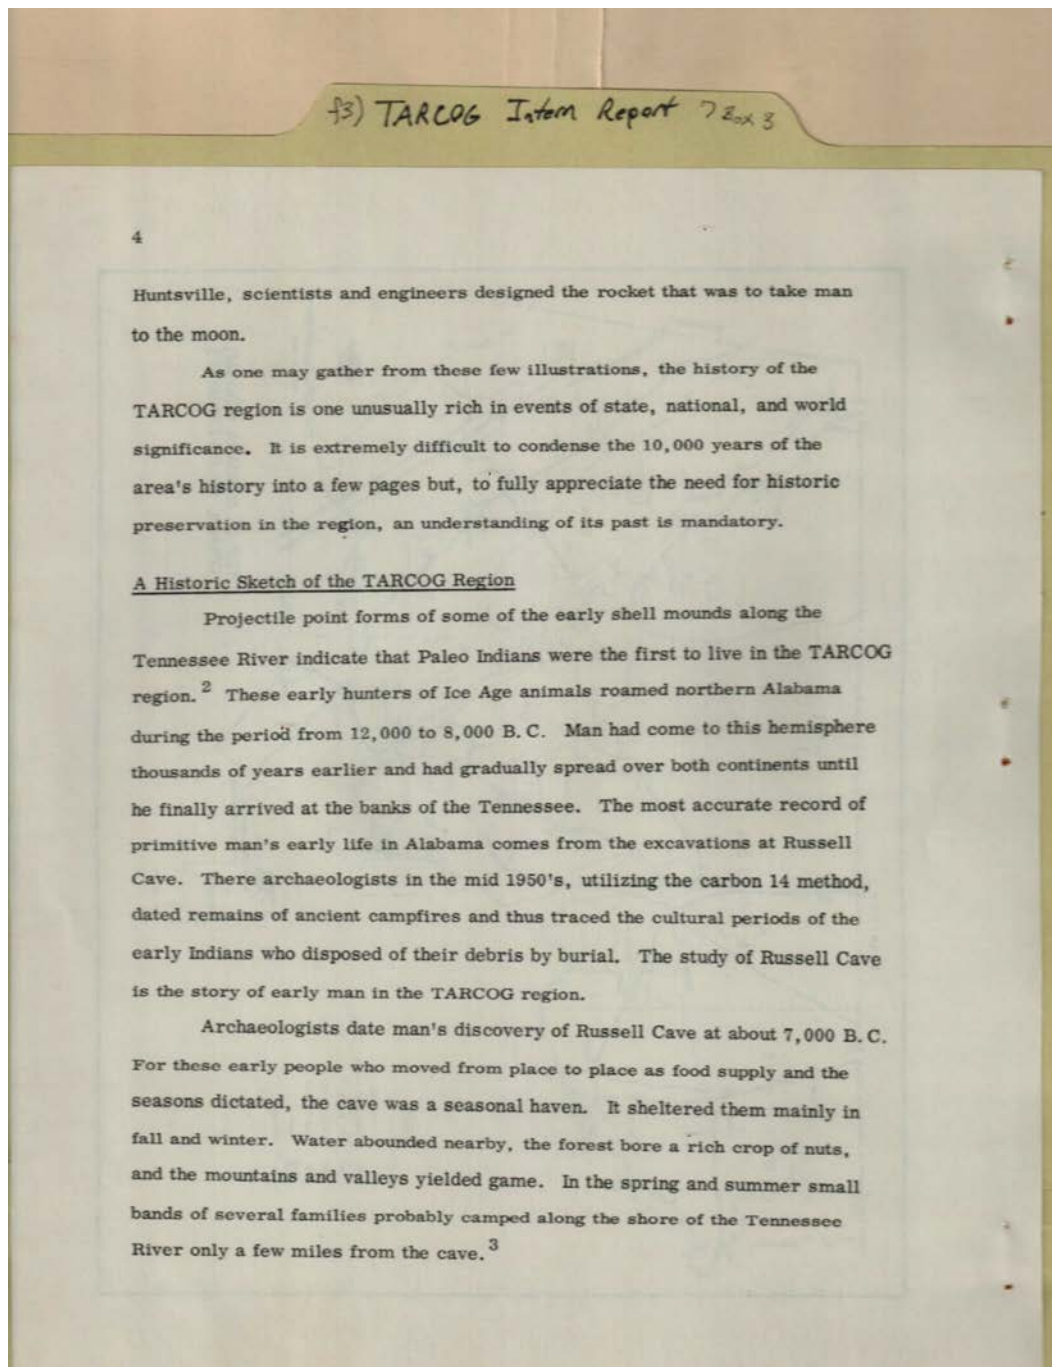 f3) TARCOG Intern Report Box 3
4
Huntsville, scientists and engineers designed the rocket that was to take man
to the moon.
As one may gather from these few illustrations, the history of the
TARCOG region is one unusually rich in events of state, national, and world
significance. It is extremely difficult to condense the 10,000 years of the
area's history into a few pages but, to fully appreciate the need for historic
preservation in the region, an understanding of its past is mandatory.
A Historic Sketch of the TARCOG Region
Projectile point forms of some of the early shell mounds along the
Tennessee River indicate that Paleo Indians were the first to live in the TARCOG
region. 2 These early hunters of Ice Age animals roamed northern Alabama
during the period from 12,000 to 8,000 B.C. Man had come to this hemisphere
thousands of years earlier and had gradually spread over both continents until
he finally arrived at the banks of the Tennessee. The most accurate record of
primitive man's early life in Alabama comes from the excavations at Russell
Cave. There archaeologists in the mid 1950's, utilizing the carbon 14 method,
dated remains of ancient campfires and thus traced the cultural periods of the
early Indians who disposed of their debris by burial. The study of Russell Cave
is the story of early man in the TARCOG region.
Archaeologists date man's discovery of Russell Cave at about 7,000 B.C.
For these early people who moved from place to place as food supply and the
seasons dictated, the cave was a seasonal haven. It sheltered them mainly in
fall and winter. Water abounded nearby, the forest bore a rich crop of nuts,
and the mountains and valleys yielded game. In the spring and summer small
bands of several families probably camped along the shore of the Tennessee
River only a few miles from the cave. 3